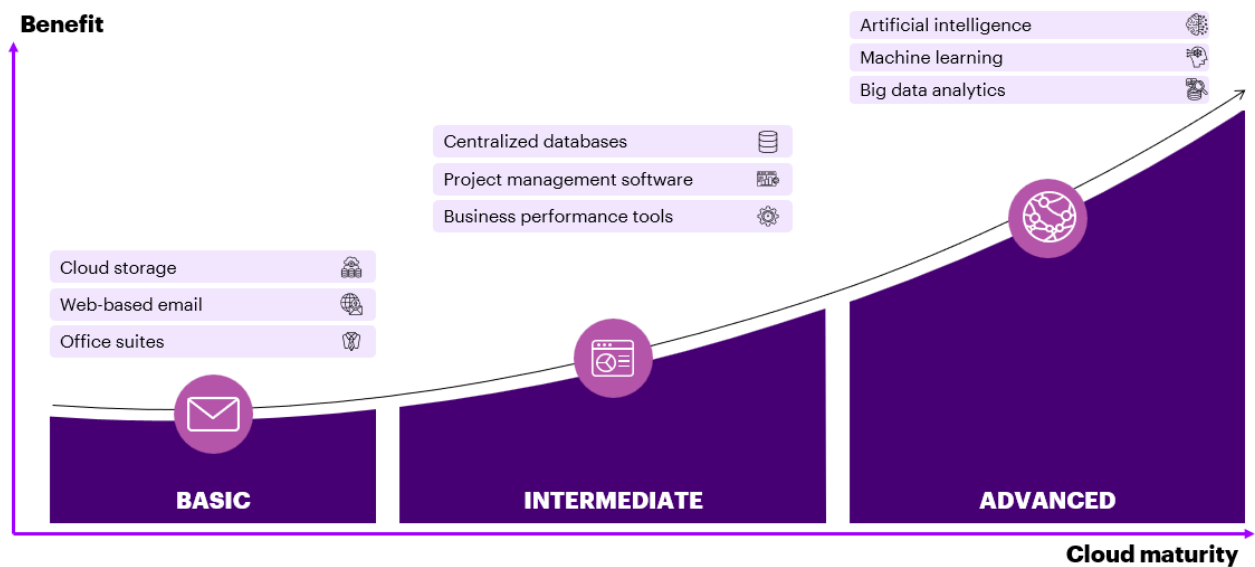 Benefit
Artificial intelligence
Machine learning
Big data analytics
Centralized databases
Project management software
Business performance tools
Cloud storage
Web-based email
Office suites
BASIC
INTERMEDIATE
ADVANCED
Cloud maturity